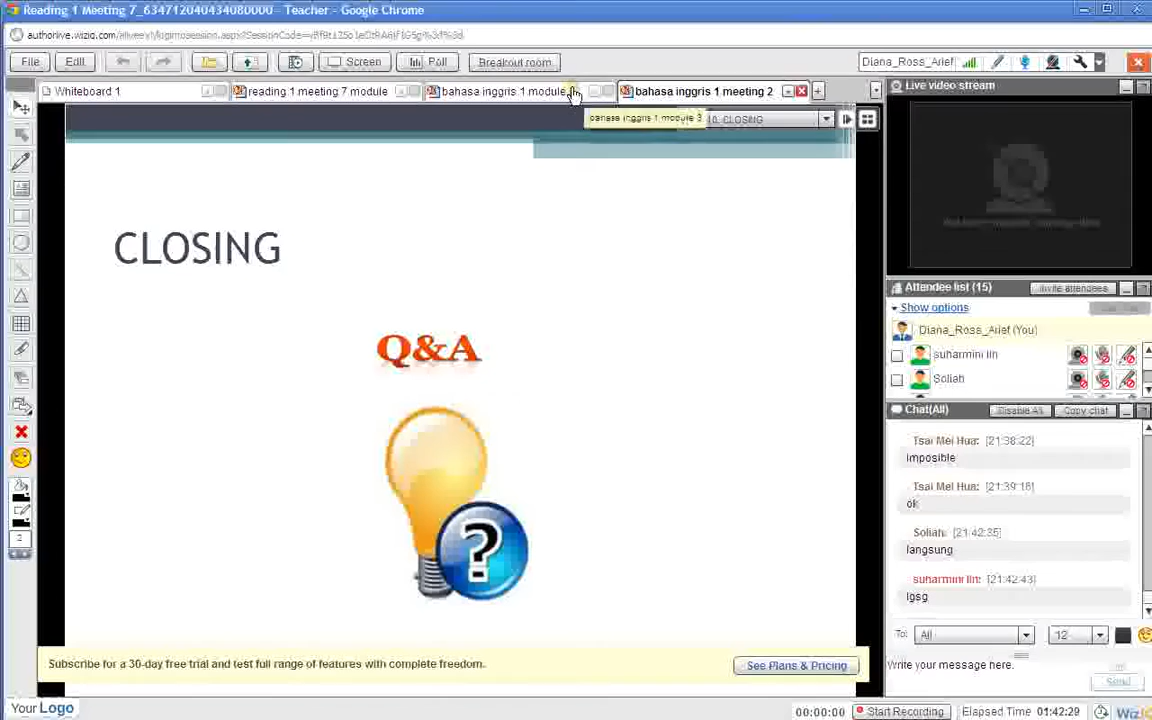 Reading 1 Meeting 7_634712040434080000 - Teacher - Google Chrome
File
Edit
Screen
Poll
Breakout room
Diana_Ross_Arief
Whiteboard 1
reading 1 meeting 7 module
bahasa inggris 1 module
bahasa inggris 1 meeting 2
Live video stream
bahasa inggris 1 module 3
10. CLOSING
CLOSING
Q&A
?
Attendee list (15)
Invite attendees
Show options
Diana_Ross_Arief (You)
suharmini lin
Soliah
Chat(All)
Disable All
Copy chat
Tsai Mei Hua: [21:38:22]
imposible
Tsai Mei Hua: [21:39:18]
ok
Soliah: [21:42:35]
langsung
suharmini lin: [21:42:43]
lgsg
To: All
12
Write your message here.
Send
2
Subscribe for a 30-day free trial and test full range of features with complete freedom.
See Plans & Pricing
Your Logo
00:00:00
Start Recording
Elapsed Time 01:42:29